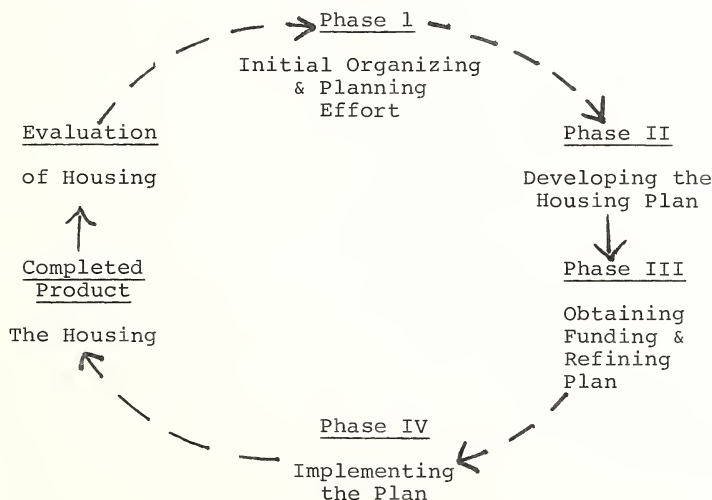 Phase 1
Initial Organizing
& Planning
Effort
Phase II
Developing the
Housing Plan
Phase III
Obtaining
Funding &
Refining
Plan
Phase IV
Implementing
the Plan
Completed
Product
The Housing
Evaluation
of Housing